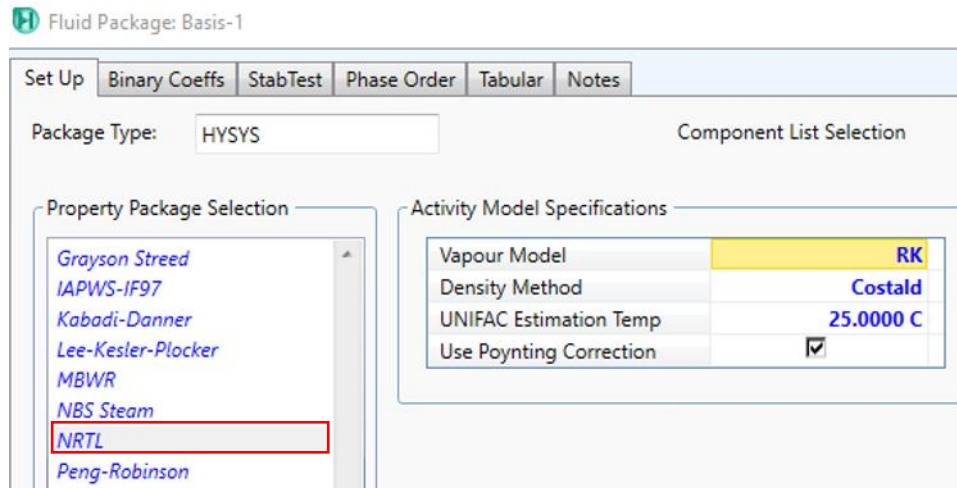 Fluid Package: Basis-1
Set Up Binary Coeffs StabTest Phase Order Tabular Notes
Package Type: HYSYS Component List Selection
Property Package Selection
Grayson Streed
IAPWS-IF97
Kabadi-Danner
Lee-Kesler-Plocker
MBWR
NBS Steam
NRTL
Peng-Robinson
Activity Model Specifications
Vapour Model RK
Density Method Costald
UNIFAC Estimation Temp 25.0000 C
Use Poynting Correction